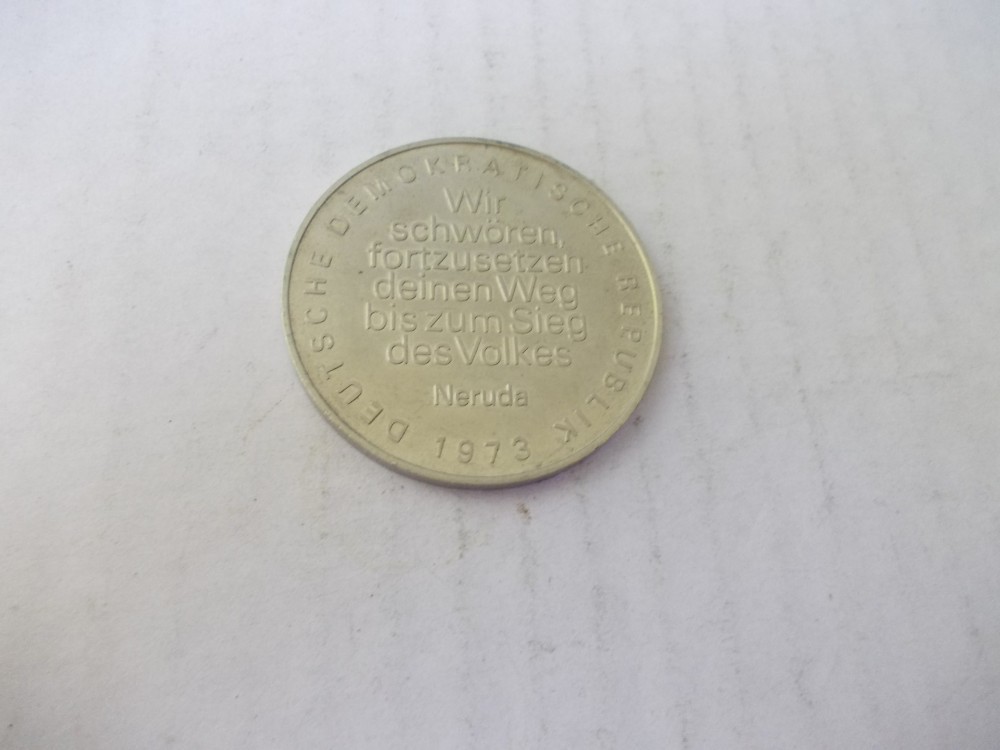 DEUTSCHE DEMOKRATISCHE REPUBLIK
Wir
schwören,
fortzusetzen
deinen Weg
bis zum Sieg
des Volkes
Neruda
1973